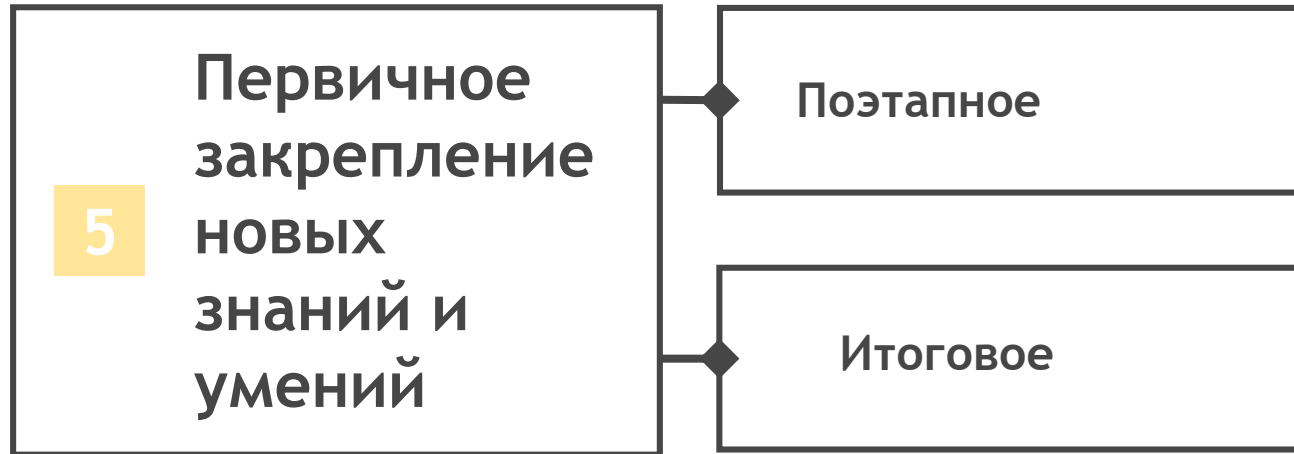 5
Первичное
закрепление
новых
знаний и
умений
Поэтапное
Итоговое